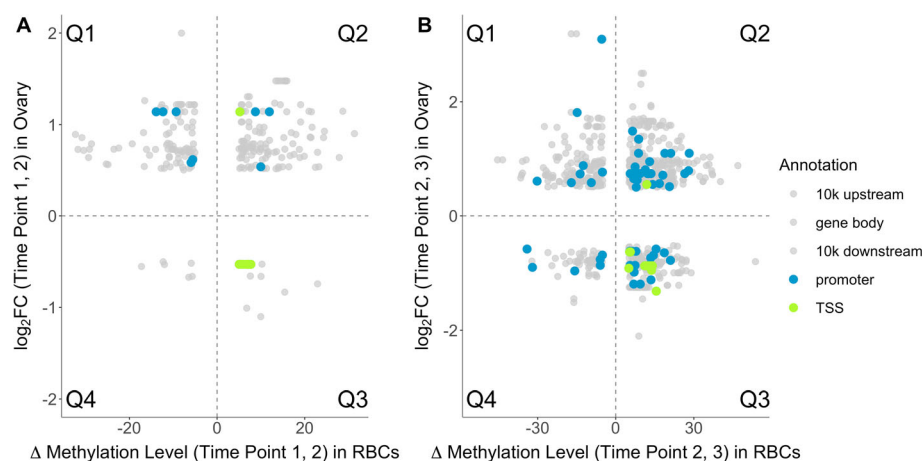 A
Q1
Q2
2
1
0
-1
-2
Q4
Q3
-20
0
20
log₂FC (Time Point 1, 2) in Ovary
Δ Methylation Level (Time Point 1, 2) in RBCs
B
Q1
Q2
2
0
-2
Q4
Q3
-30
0
30
log₂FC (Time Point 2, 3) in Ovary
Δ Methylation Level (Time Point 2, 3) in RBCs
Annotation
10k upstream
gene body
10k downstream
promoter
TSS